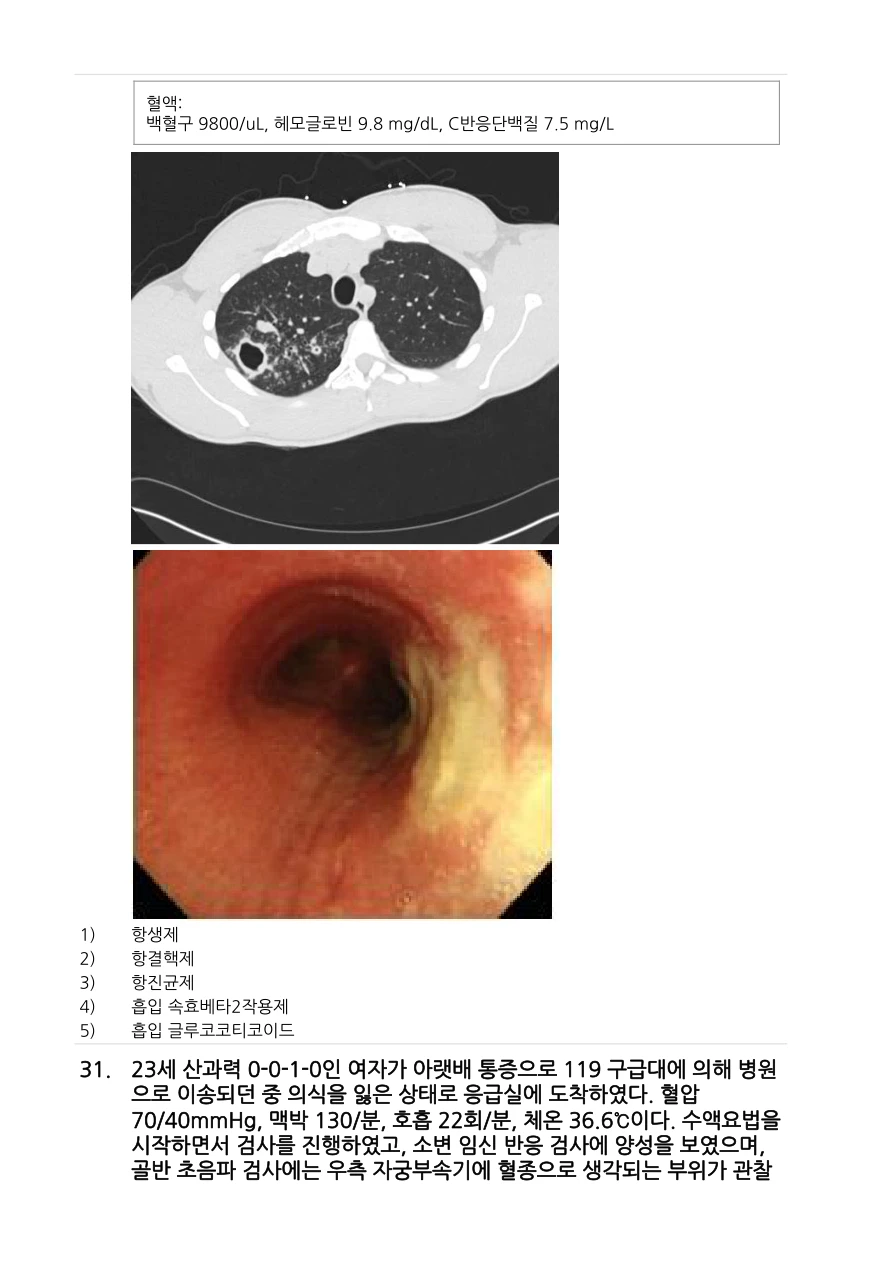 혈액:
백혈구 9800/uL, 헤모글로빈 9.8 mg/dL, C반응단백질 7.5 mg/L
1) 항생제
2) 항결핵제
3) 항진균제
4) 흡입 속효베타2작용제
5) 흡입 글루코코티코이드
31. 23세 산과력 0-0-1-0인 여자가 아랫배 통증으로 119 구급대에 의해 병원
으로 이송되던 중 의식을 잃은 상태로 응급실에 도착하였다. 혈압
70/40mmHg, 맥박 130/분, 호흡 22회/분, 체온 36.6℃이다. 수액요법을
시작하면서 검사를 진행하였고, 소변 임신 반응 검사에 양성을 보였으며,
골반 초음파 검사에는 우측 자궁부속기에 혈종으로 생각되는 부위가 관찰